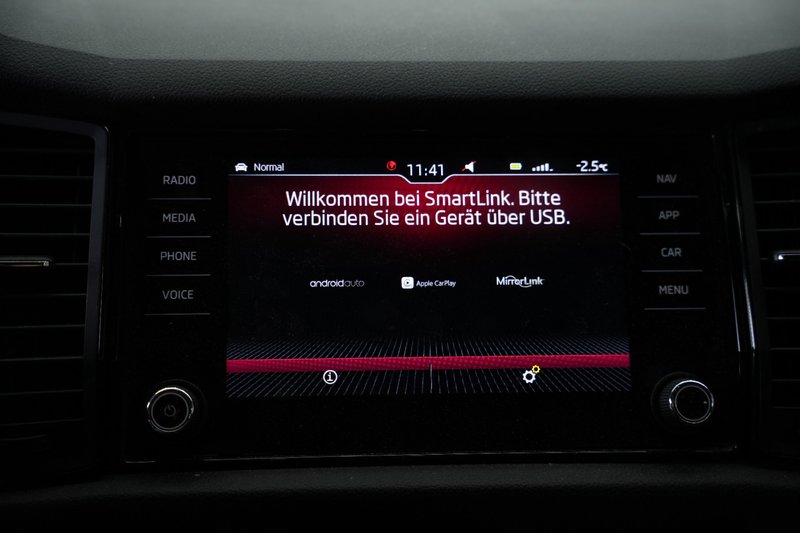 Normal 11:41 -2.5°C
Willkommen bei SmartLink. Bitte
verbinden Sie ein Gerät über USB.
androidauto Apple CarPlay MirrorLink
RADIO
MEDIA
PHONE
VOICE
NAV
APP
CAR
MENU